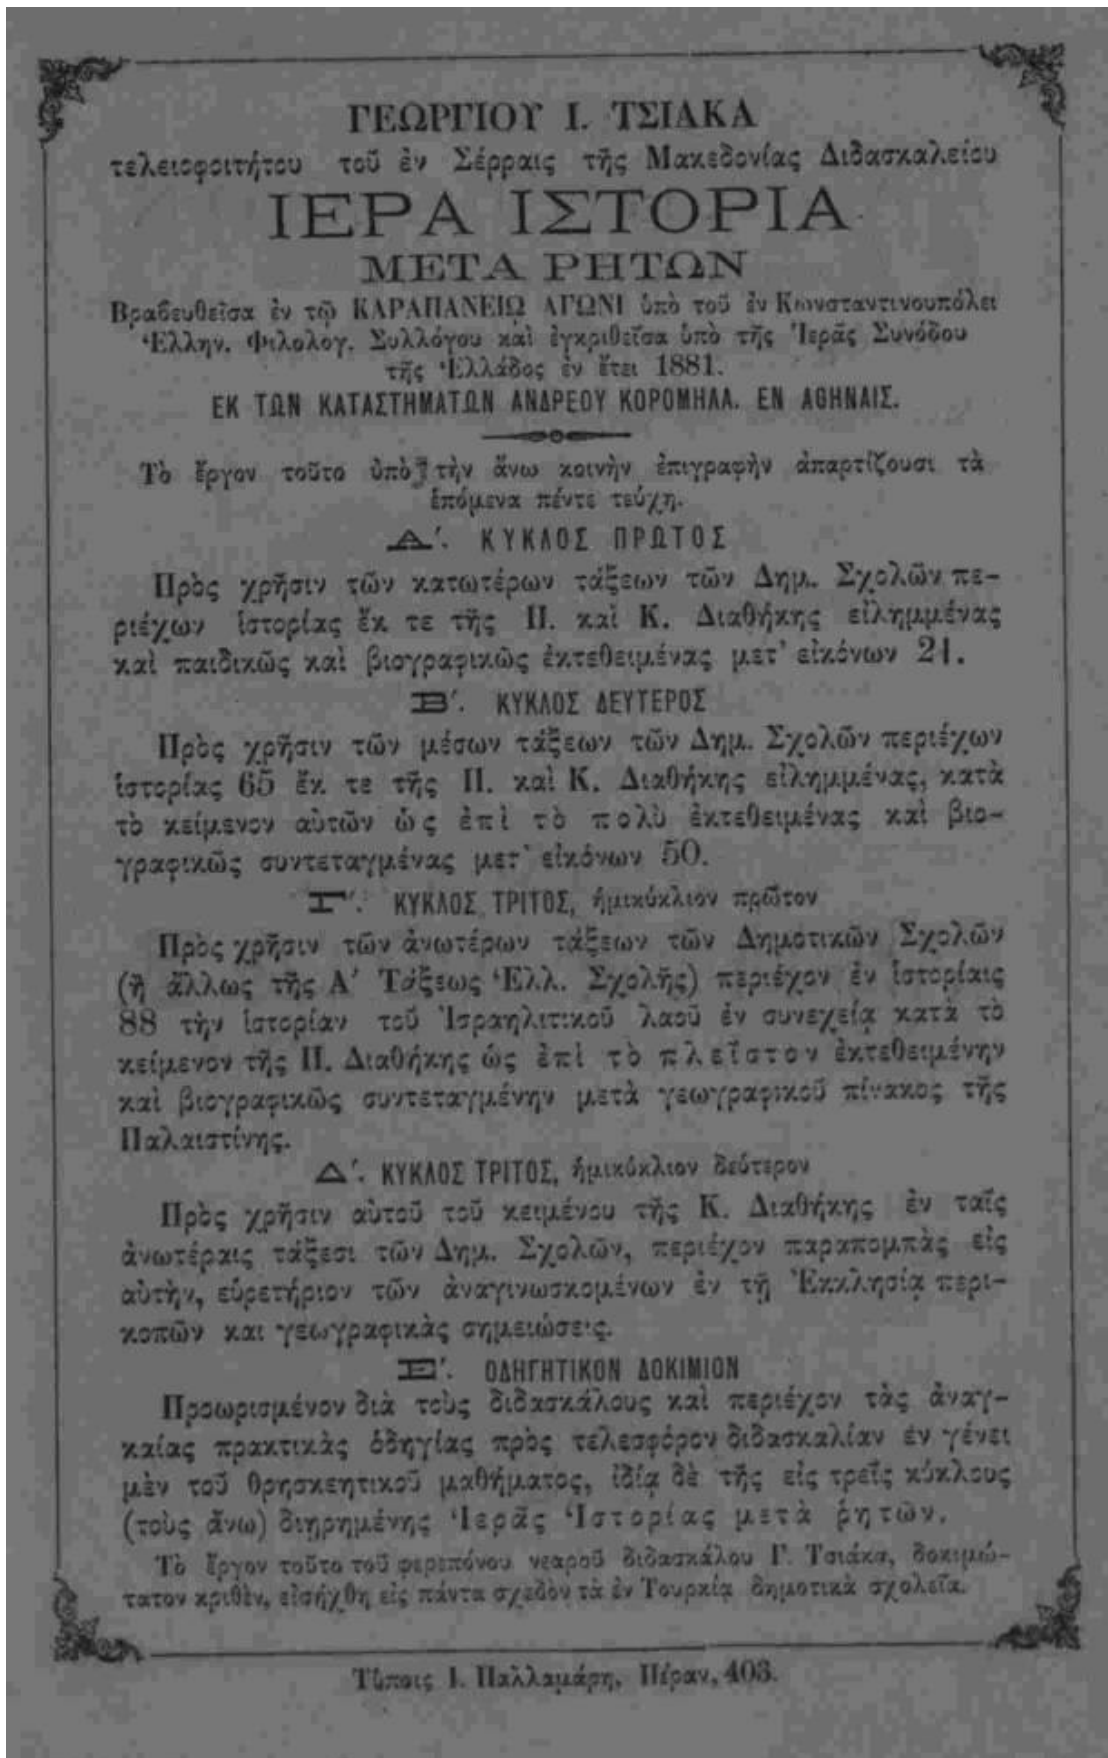 ΓΕΩΡΓΙΟΥ Ι. ΤΣΙΑΚΑ
τελειοφοιτήτου τοῦ ἐν Σέρραις τῆς Μακεδονίας Διδασκαλείου
ΙΕΡΑ ΙΣΤΟΡΙΑ
ΜΕΤΑ ΡΗΤΩΝ
Βραβευθεῖσα ἐν τῷ ΚΑΡΑΠΑΝΕΙῼ ΑΓΩΝΙ ὑπὸ τοῦ ἐν Κωνσταντινουπόλει
Ἑλλην. Φιλολογ. Συλλόγου καὶ ἐγκριθεῖσα ὑπὸ τῆς Ἱερᾶς Συνόδου
τῆς Ἑλλάδος ἐν ἔτει 1881.
ΕΚ ΤΩΝ ΚΑΤΑΣΤΗΜΑΤΩΝ ΑΝΔΡΕΟΥ ΚΟΡΟΜΗΛΑ. ΕΝ ΑΘΗΝΑΙΣ.
Τὸ ἔργον τοῦτο ὑπὸ τὴν ἄνω κοινὴν ἐπιγραφὴν ἀπαρτίζουσι τὰ
ἑπόμενα πέντε τεύχη.
Α΄. ΚΥΚΛΟΣ ΠΡΩΤΟΣ
Πρὸς χρῆσιν τῶν κατωτέρων τάξεων τῶν Δημ. Σχολῶν πε-
ριέχων ἱστορίας ἔκ τε τῆς Π. καὶ Κ. Διαθήκης εἰλημμένας
καὶ παιδικῶς καὶ βιογραφικῶς ἐκτεθειμένας μετ' εἰκόνων 21.
Β΄. ΚΥΚΛΟΣ ΔΕΥΤΕΡΟΣ
Πρὸς χρῆσιν τῶν μέσων τάξεων τῶν Δημ. Σχολῶν περιέχων
ἱστορίας 65 ἔκ τε τῆς Π. καὶ Κ. Διαθήκης εἰλημμένας, κατὰ
τὸ κείμενον αὐτῶν ὡς ἐπὶ τὸ πολὺ ἐκτεθειμένας καὶ βιο-
γραφικῶς συντεταγμένας μετ' εἰκόνων 50.
Γ΄. ΚΥΚΛΟΣ ΤΡΙΤΟΣ, ἡμικύκλιον πρῶτον
Πρὸς χρῆσιν τῶν ἀνωτέρων τάξεων τῶν Δημοτικῶν Σχολῶν
(ἢ ἄλλως τῆς Α΄ Τάξεως Ἑλλ. Σχολῆς) περιέχον ἐν ἱστορίαις
88 τὴν ἱστορίαν τοῦ Ἰσραηλιτικοῦ λαοῦ ἐν συνεχείᾳ κατὰ τὸ
κείμενον τῆς Π. Διαθήκης ὡς ἐπὶ τὸ πλεῖστον ἐκτεθειμένην
καὶ βιογραφικῶς συντεταγμένην μετὰ γεωγραφικοῦ πίνακος τῆς
Παλαιστίνης.
Δ΄. ΚΥΚΛΟΣ ΤΡΙΤΟΣ, ἡμικύκλιον δεύτερον
Πρὸς χρῆσιν αὐτοῦ τοῦ κειμένου τῆς Κ. Διαθήκης ἐν ταῖς
ἀνωτέραις τάξεσι τῶν Δημ. Σχολῶν, περιέχον παραπομπὰς εἰς
αὐτὴν, εὑρετήριον τῶν ἀναγινωσκομένων ἐν τῇ Ἐκκλησίᾳ περι-
κοπῶν και γεωγραφικὰς σημειώσεις.
Ε΄. ΟΔΗΓΗΤΙΚΟΝ ΔΟΚΙΜΙΟΝ
Προωρισμένον διὰ τοὺς διδασκάλους καὶ περιέχον τὰς ἀναγ-
καίας πρακτικὰς ὁδηγίας πρὸς τελεσφόρον διδασκαλίαν ἐν γένει
μὲν τοῦ θρησκευτικοῦ μαθήματος, ἰδίᾳ δὲ τῆς εἰς τρεῖς κύκλους
(τοὺς ἄνω) διῃρημένης Ἱερᾶς Ἱστορίας μετὰ ῥητῶν.
Τὸ ἔργον τοῦτο τοῦ φερεπόνου νεαροῦ διδασκάλου Γ. Τσιάκα, δοκιμώ-
τατον κριθὲν, εἰσήχθη εἰς πάντα σχεδὸν τὰ ἐν Τουρκίᾳ δημοτικὰ σχολεῖα.
Τύποις Ι. Παλλαμάρη, Πέραν, 403.